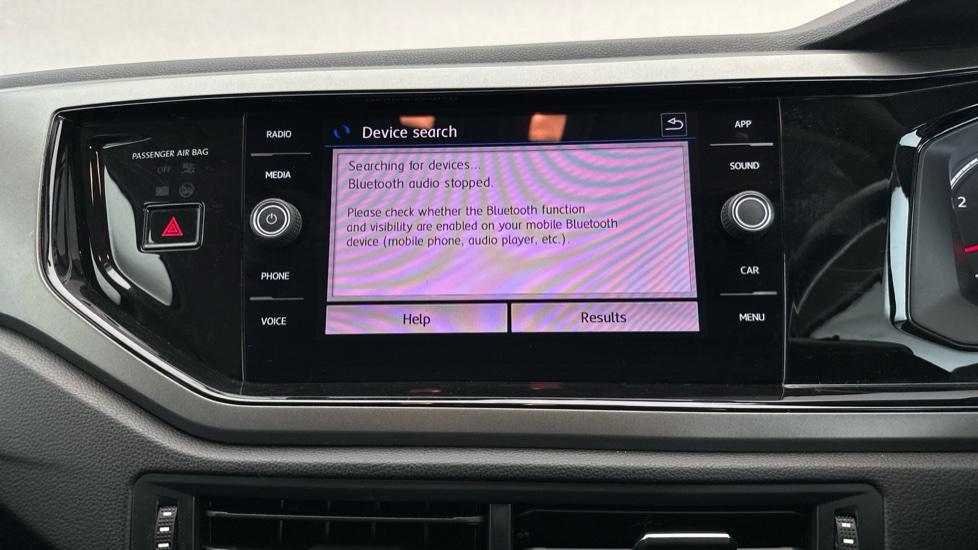 PASSENGER AIR BAG
OFF
RADIO
MEDIA
PHONE
VOICE
Device search
Searching for devices...
Bluetooth audio stopped.
Please check whether the Bluetooth function
and visibility are enabled on your mobile Bluetooth
device (mobile phone, audio player, etc.).
Help
Results
APP
SOUND
CAR
MENU
2